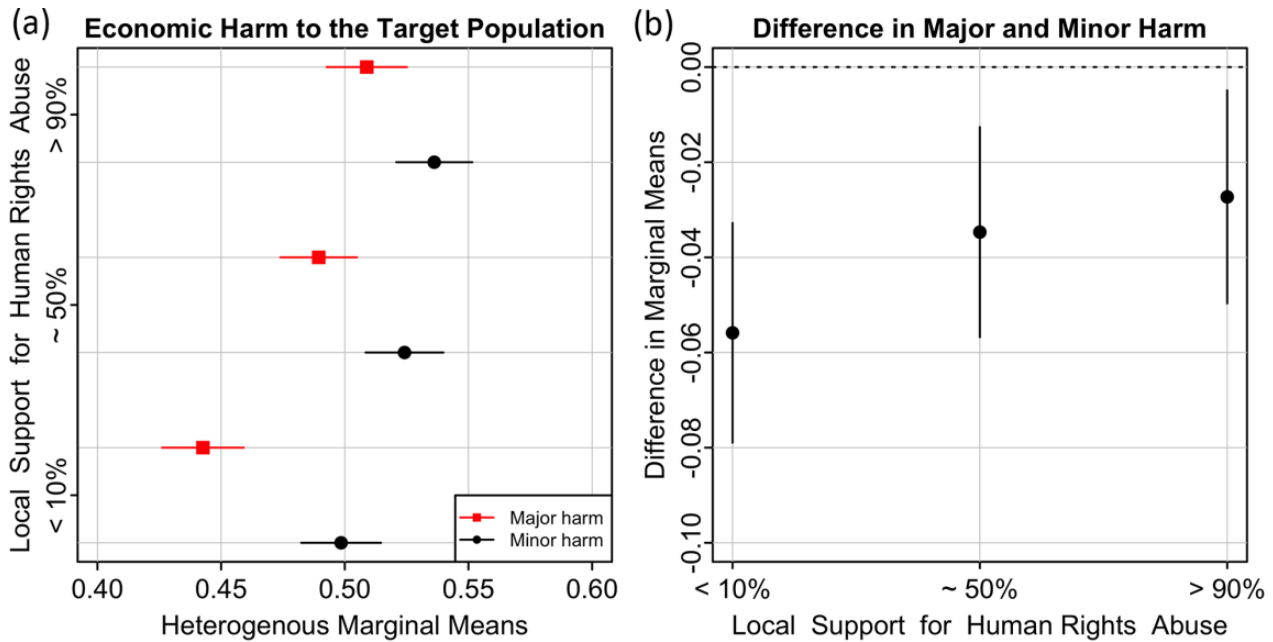 (a)
Economic Harm to the Target Population
Local Support for Human Rights Abuse
> 90%
~ 50%
< 10%
Major harm
Minor harm
0.40 0.45 0.50 0.55 0.60
Heterogenous Marginal Means
(b)
Difference in Major and Minor Harm
Difference in Marginal Means
0.00
-0.02
-0.04
-0.06
-0.08
-0.10
< 10% ~ 50% > 90%
Local Support for Human Rights Abuse